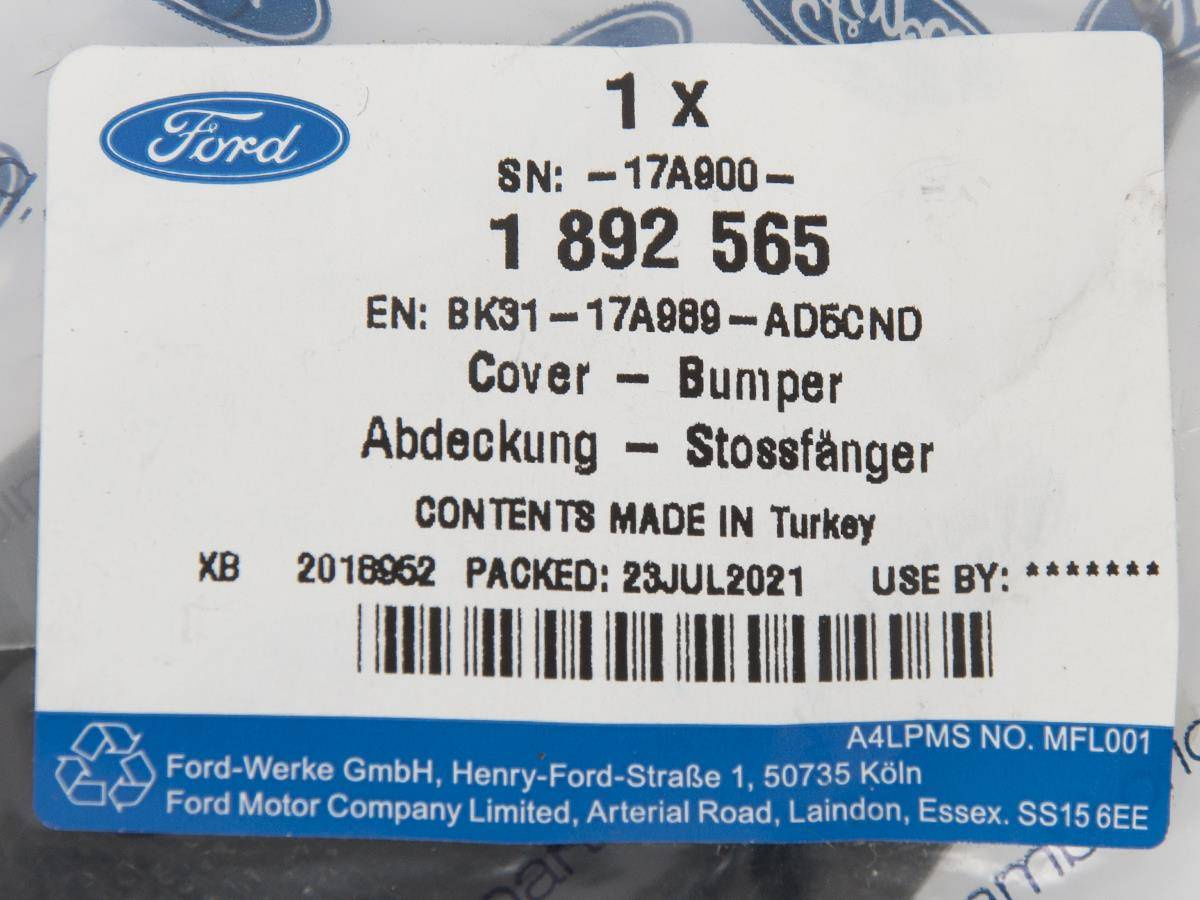 Ford
1 x
SN: -17A900-
1 892 565
EN: BK31-17A989-AD5CND
Cover - Bumper
Abdeckung - Stossfänger
CONTENTS MADE IN Turkey
XB 2018952 PACKED: 23JUL2021 USE BY: *******
A4LPMS NO. MFL001
Ford-Werke GmbH, Henry-Ford-Straße 1, 50735 Köln
Ford Motor Company Limited, Arterial Road, Laindon, Essex. SS15 6EE